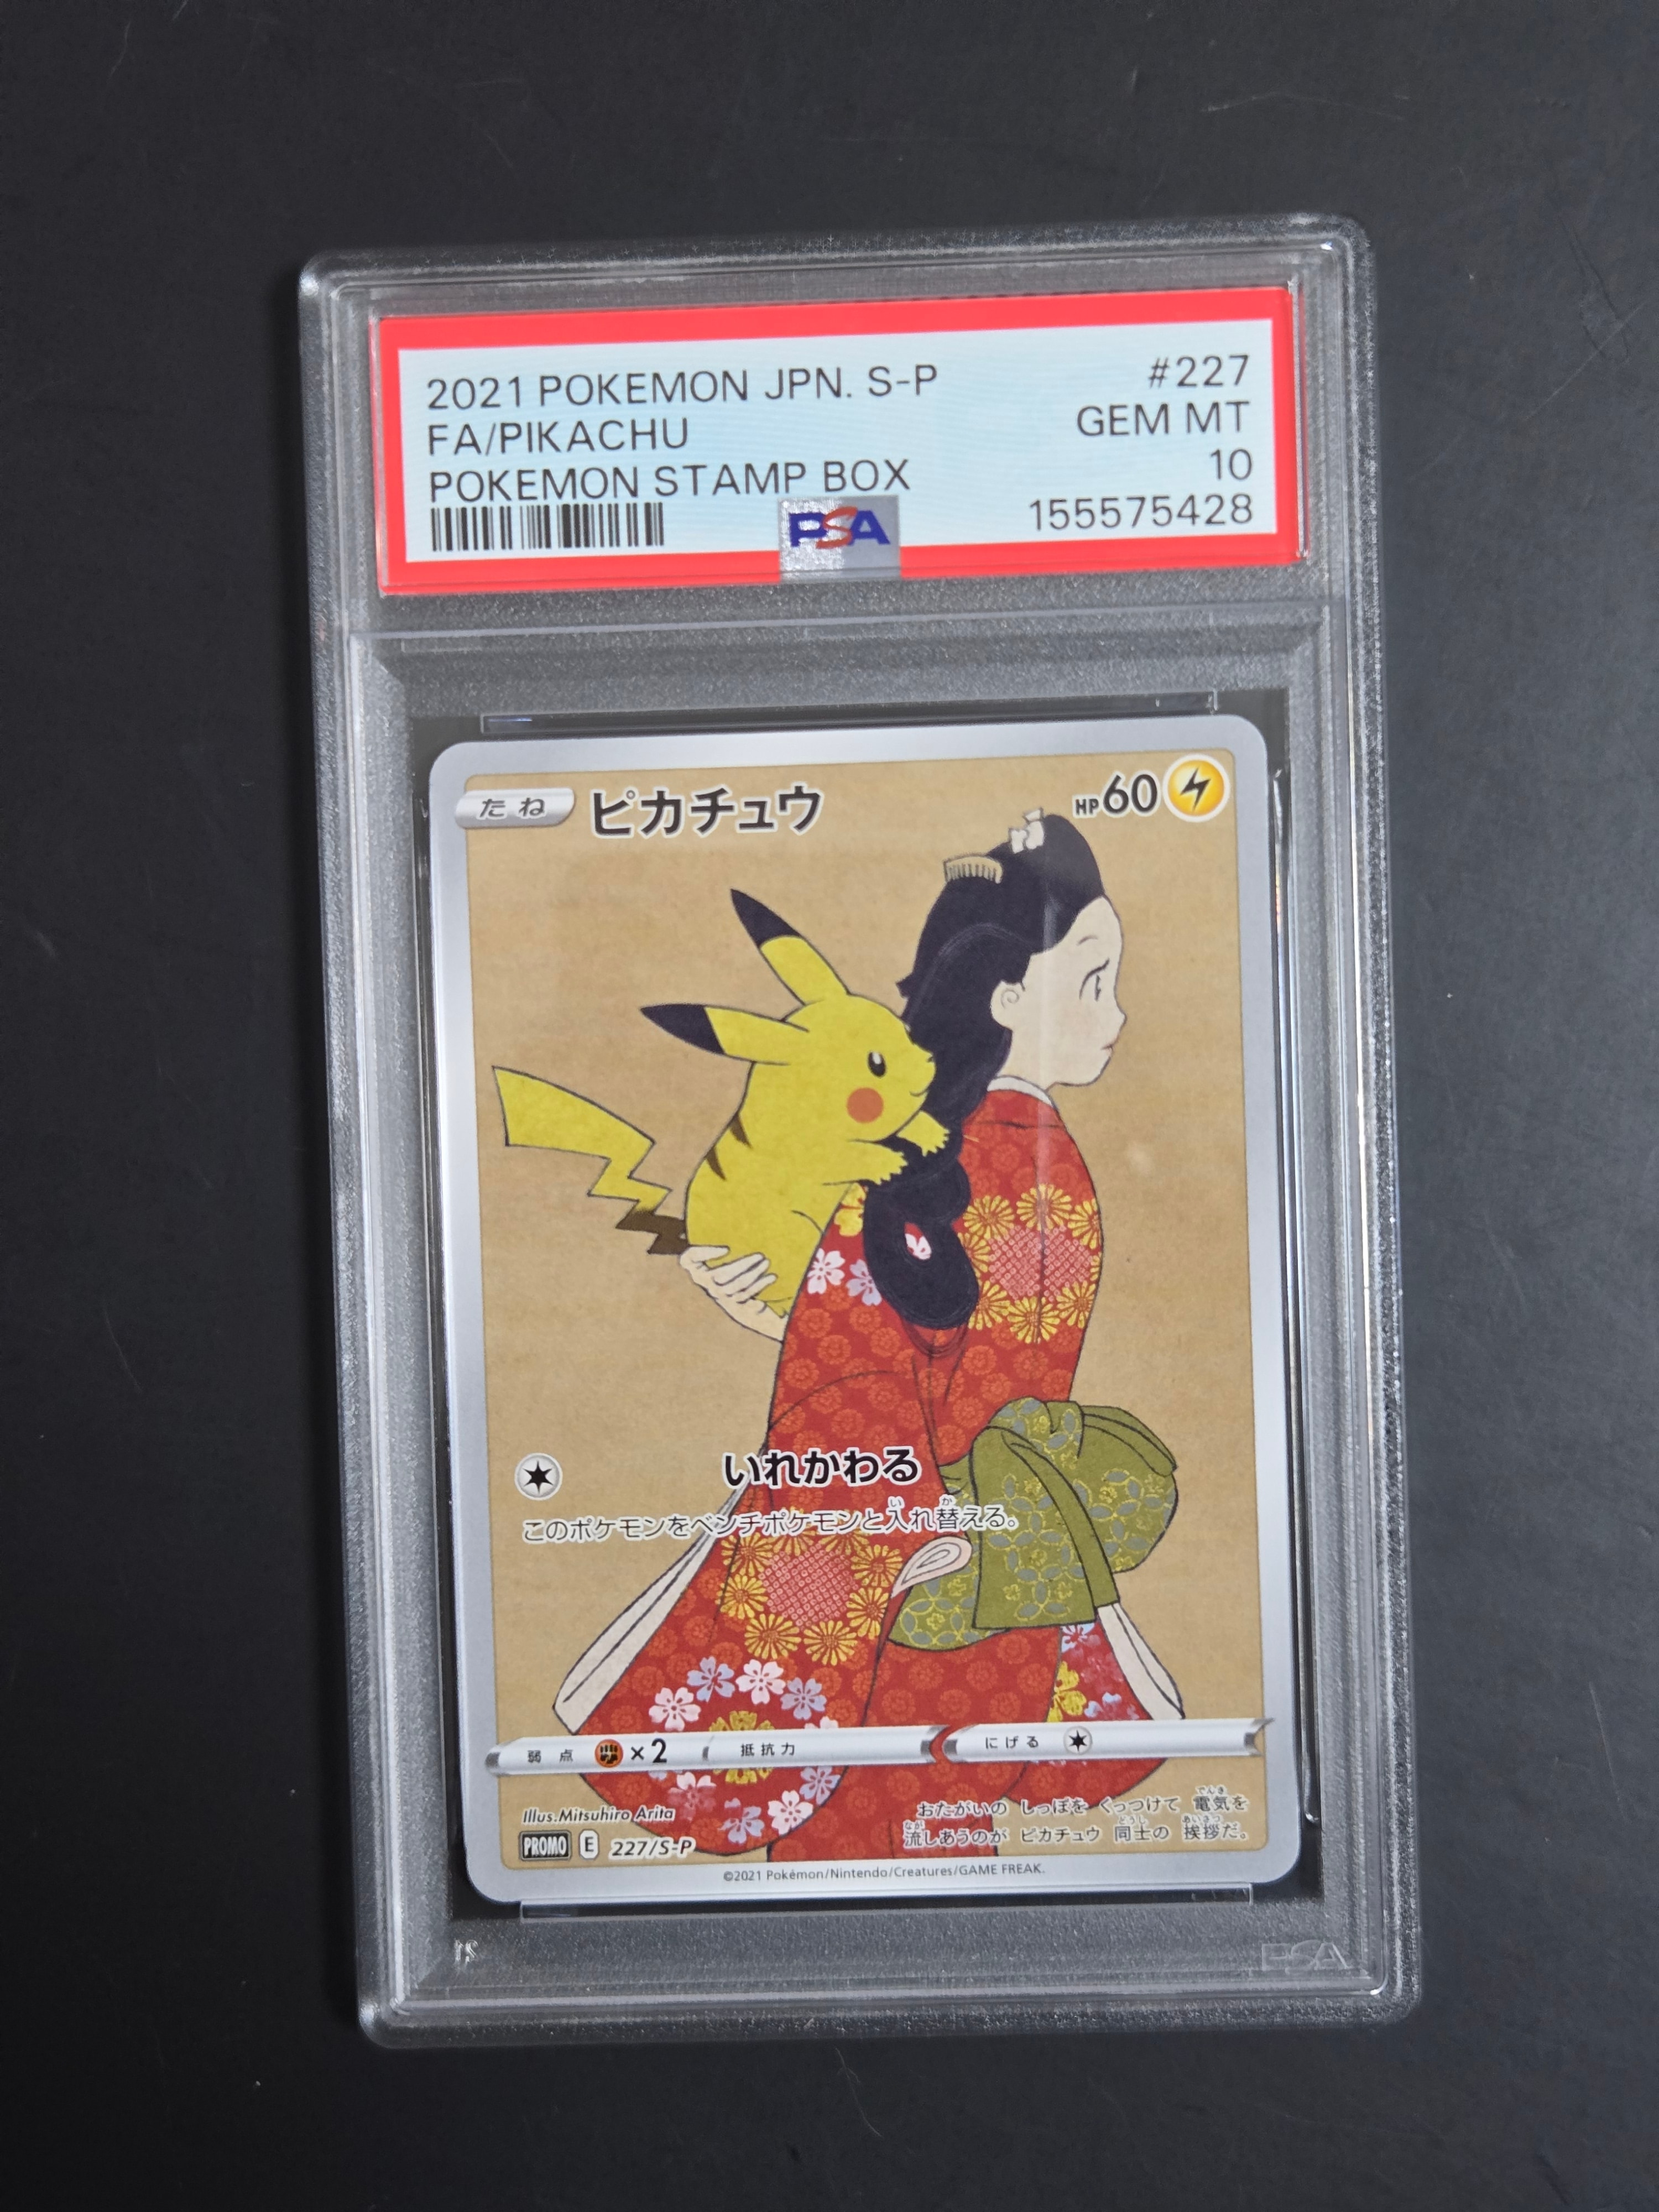 2021 POKEMON JPN. S-P #227
FA/PIKACHU GEM MT
POKEMON STAMP BOX 10
PSA 155575428
たね ピカチュウ HP60
いれかわる
このポケモンをベンチポケモンと入れ替える。
弱点 ×2 抵抗力 にげる
Illus.Mitsuhiro Arita
おたがいの しっぽを くっつけて 電気を
流しあうのが ピカチュウ 同士の 挨拶だ。
PROMO E 227/S-P
©2021 Pokémon/Nintendo/Creatures/GAME FREAK.
PSA